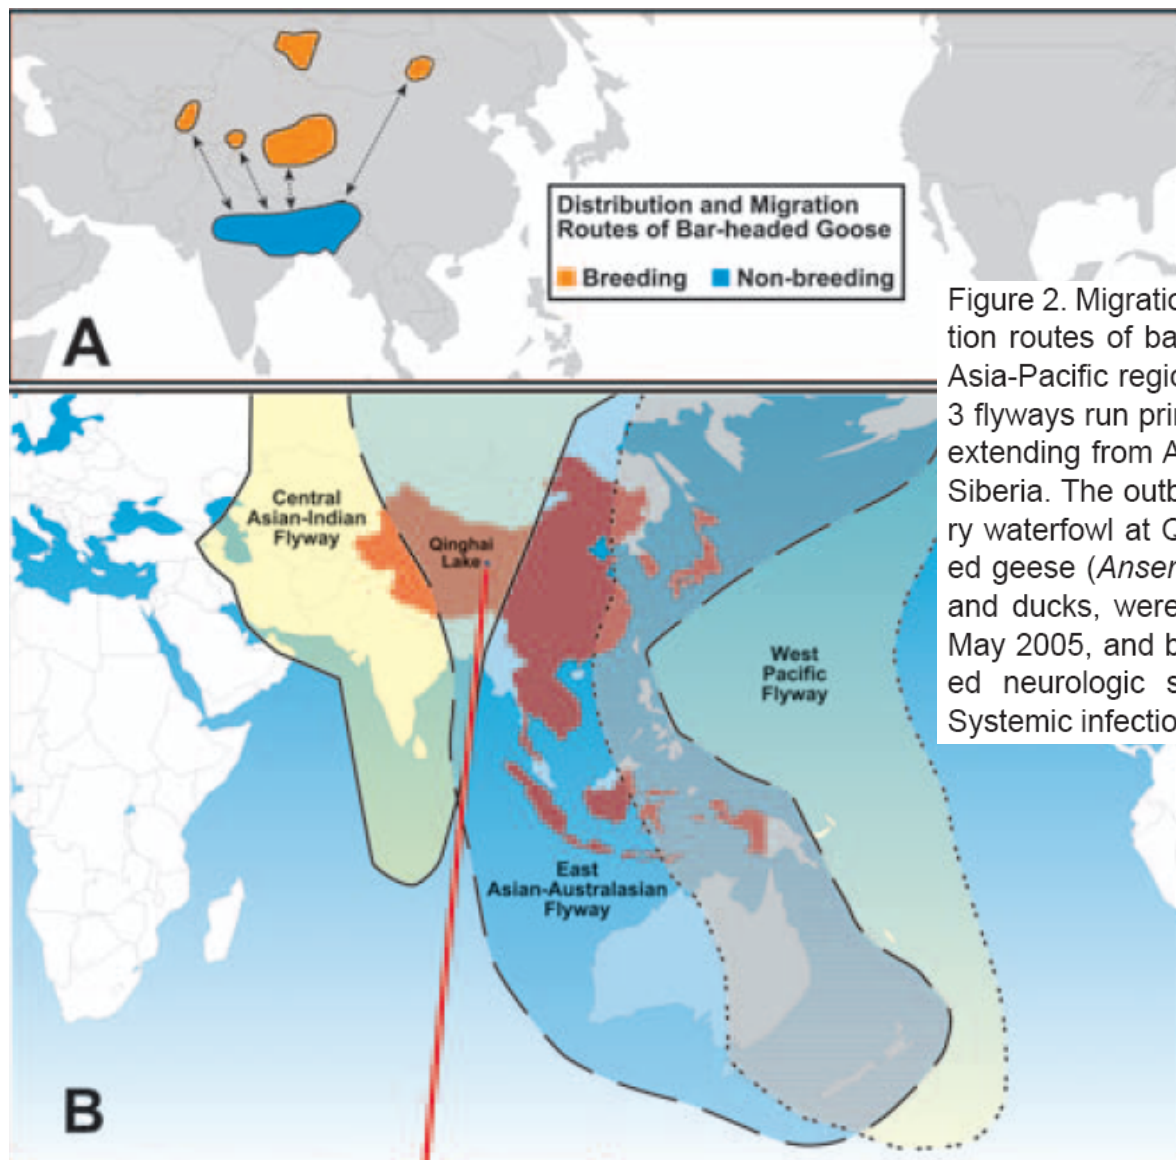 Distribution and Migration
Routes of Bar-headed Goose
Breeding Non-breeding
A
Figure 2. Migratio
tion routes of ba
Asia-Pacific regio
3 flyways run prin
extending from A
Siberia. The outb
ry waterfowl at Q
ed geese (Anser
and ducks, were
May 2005, and b
ed neurologic s
Systemic infectio
Central
Asian-Indian
Flyway
Qinghai
Lake
West
Pacific
Flyway
East
Asian-Australasian
Flyway
B